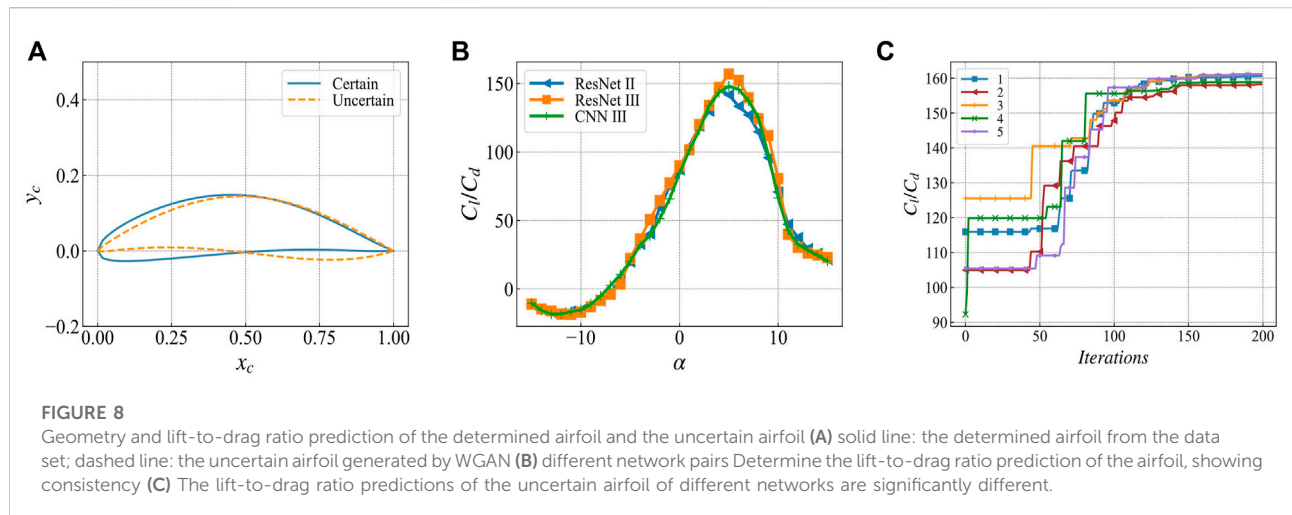 A
B
C
Certain
Uncertain
0.4
0.2
0.0
−0.2
y_c
0.00 0.25 0.50 0.75 1.00
x_c
ResNet II
ResNet III
CNN III
150
100
50
0
C_l/C_d
−10 0 10
α
1
2
3
4
5
160
150
140
130
120
110
100
90
C_l/C_d
0 50 100 150 200
Iterations
FIGURE 8
Geometry and lift-to-drag ratio prediction of the determined airfoil and the uncertain airfoil (A) solid line: the determined airfoil from the data
set; dashed line: the uncertain airfoil generated by WGAN (B) different network pairs Determine the lift-to-drag ratio prediction of the airfoil, showing
consistency (C) The lift-to-drag ratio predictions of the uncertain airfoil of different networks are significantly different.